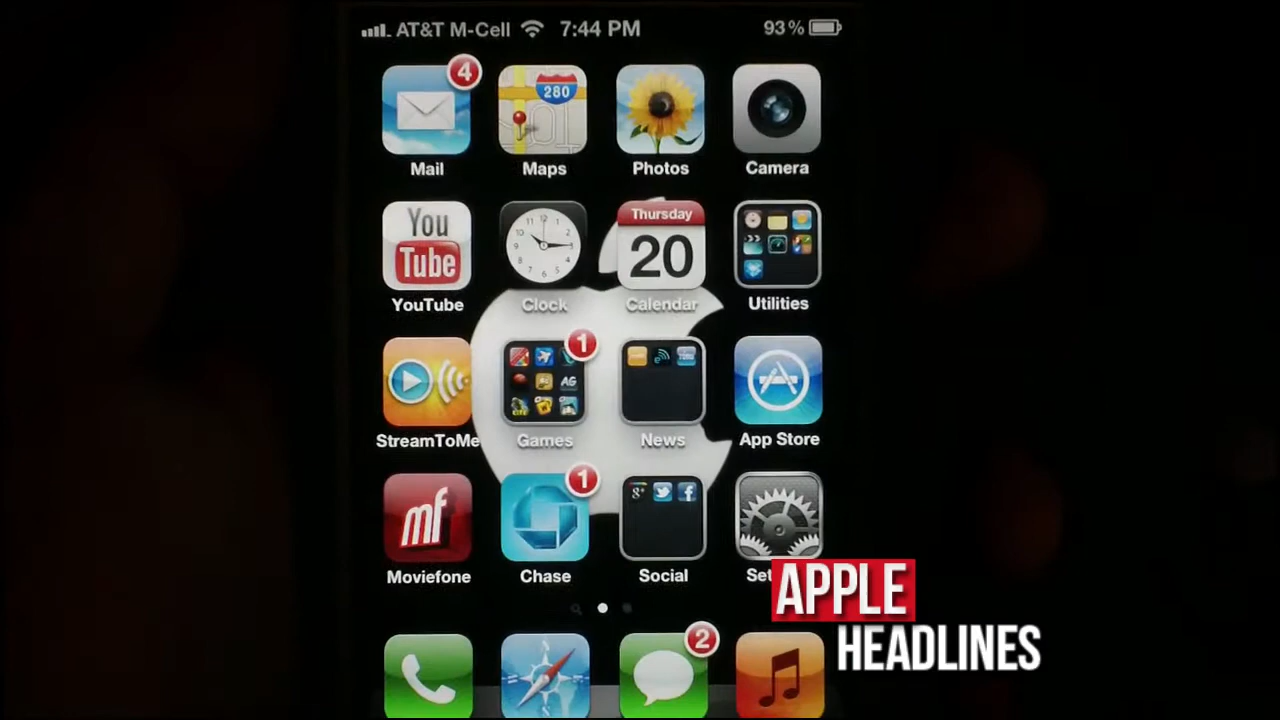 AT&T M-Cell 7:44 PM 93%
4
280
Mail Maps Photos Camera
You
Tube
Thursday
20
YouTube Clock Calendar Utilities
1
AG
StreamToMe Games News App Store
1
mf
g+ f
Moviefone Chase Social Set
APPLE
HEADLINES
2